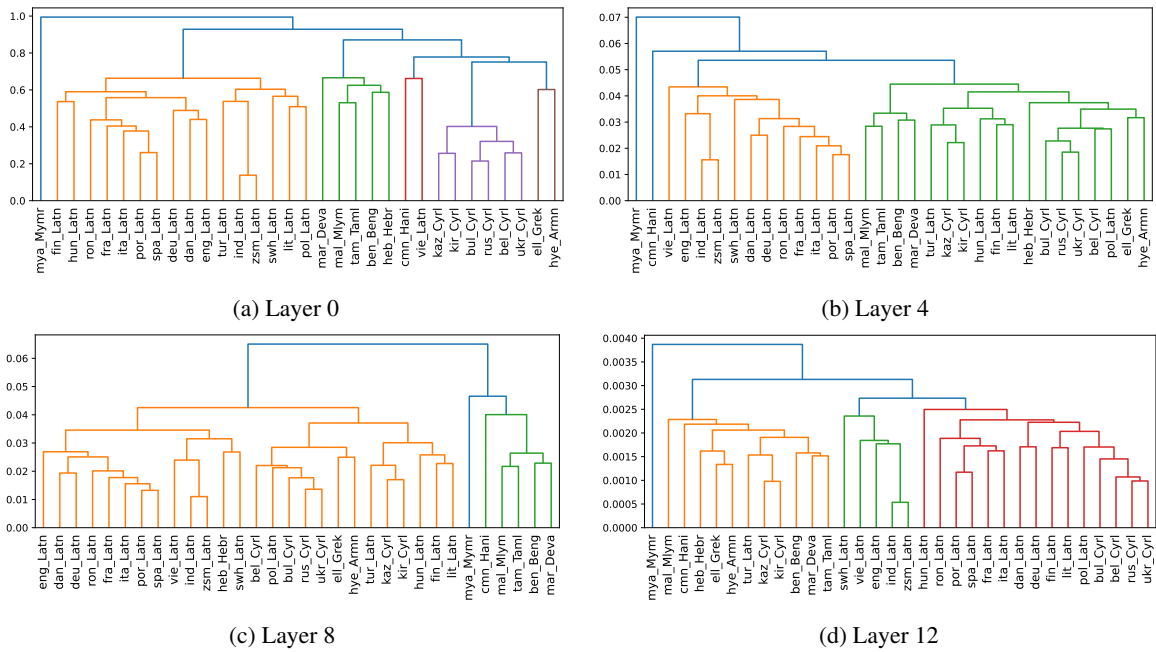 1.0
0.8
0.6
0.4
0.2
0.0
mya_Mymr
fin_Latn
hun_Latn
ron_Latn
fra_Latn
ita_Latn
por_Latn
spa_Latn
deu_Latn
dan_Latn
eng_Latn
tur_Latn
ind_Latn
zsm_Latn
swh_Latn
lit_Latn
pol_Latn
mar_Deva
mal_Mlym
tam_Taml
ben_Beng
heb_Hebr
cmn_Hani
vie_Latn
kaz_Cyrl
kir_Cyrl
bul_Cyrl
rus_Cyrl
bel_Cyrl
ukr_Cyrl
ell_Grek
hye_Armn
(a) Layer 0
0.07
0.06
0.05
0.04
0.03
0.02
0.01
0.00
mya_Mymr
cmn_Hani
vie_Latn
eng_Latn
ind_Latn
zsm_Latn
swh_Latn
dan_Latn
deu_Latn
ron_Latn
fra_Latn
ita_Latn
por_Latn
spa_Latn
mal_Mlym
tam_Taml
ben_Beng
mar_Deva
tur_Latn
kaz_Cyrl
kir_Cyrl
hun_Latn
fin_Latn
lit_Latn
heb_Hebr
bul_Cyrl
rus_Cyrl
ukr_Cyrl
bel_Cyrl
pol_Latn
ell_Grek
hye_Armn
(b) Layer 4
0.06
0.05
0.04
0.03
0.02
0.01
0.00
eng_Latn
dan_Latn
deu_Latn
ron_Latn
fra_Latn
ita_Latn
por_Latn
spa_Latn
vie_Latn
ind_Latn
zsm_Latn
heb_Hebr
swh_Latn
bel_Cyrl
pol_Latn
bul_Cyrl
rus_Cyrl
ukr_Cyrl
ell_Grek
hye_Armn
tur_Latn
kaz_Cyrl
kir_Cyrl
hun_Latn
fin_Latn
lit_Latn
mya_Mymr
cmn_Hani
mal_Mlym
tam_Taml
ben_Beng
mar_Deva
(c) Layer 8
0.0040
0.0035
0.0030
0.0025
0.0020
0.0015
0.0010
0.0005
0.0000
mya_Mymr
mal_Mlym
cmn_Hani
heb_Hebr
ell_Grek
hye_Armn
tur_Latn
kaz_Cyrl
kir_Cyrl
ben_Beng
mar_Deva
tam_Taml
swh_Latn
vie_Latn
eng_Latn
ind_Latn
zsm_Latn
hun_Latn
ron_Latn
por_Latn
spa_Latn
fra_Latn
ita_Latn
dan_Latn
deu_Latn
fin_Latn
lit_Latn
pol_Latn
bul_Cyrl
bel_Cyrl
rus_Cyrl
ukr_Cyrl
(d) Layer 12